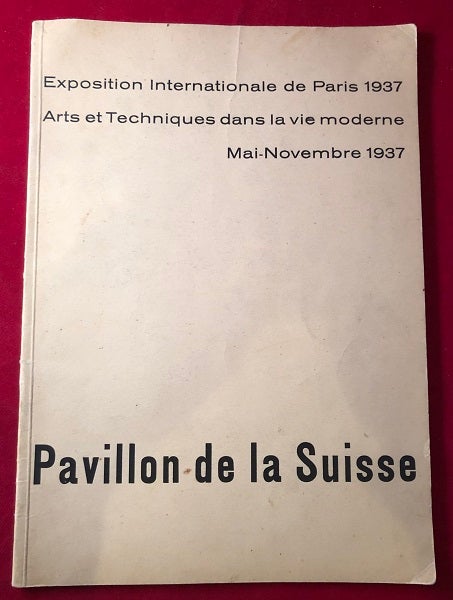 Exposition Internationale de Paris 1937
Arts et Techniques dans la vie moderne
Mai-Novembre 1937
Pavillon de la Suisse